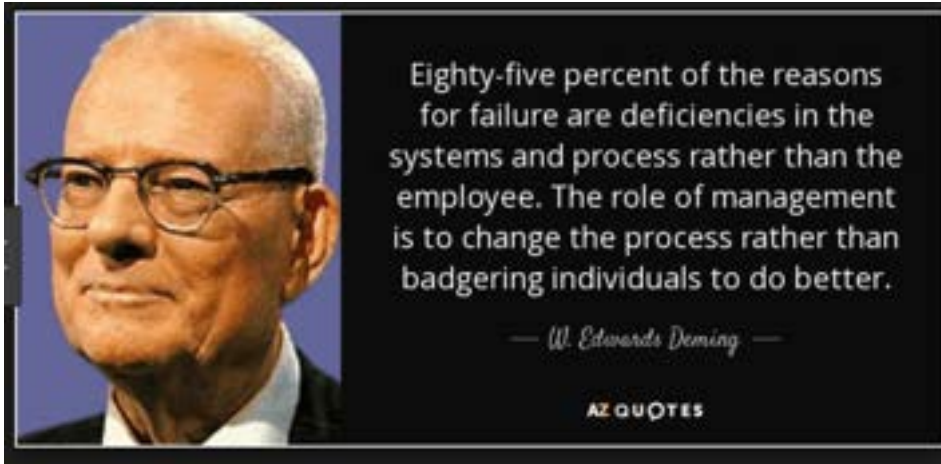 Eighty-five percent of the reasons
for failure are deficiencies in the
systems and process rather than the
employee. The role of management
is to change the process rather than
badgering individuals to do better.
— W. Edwards Deming —
AZ QUOTES